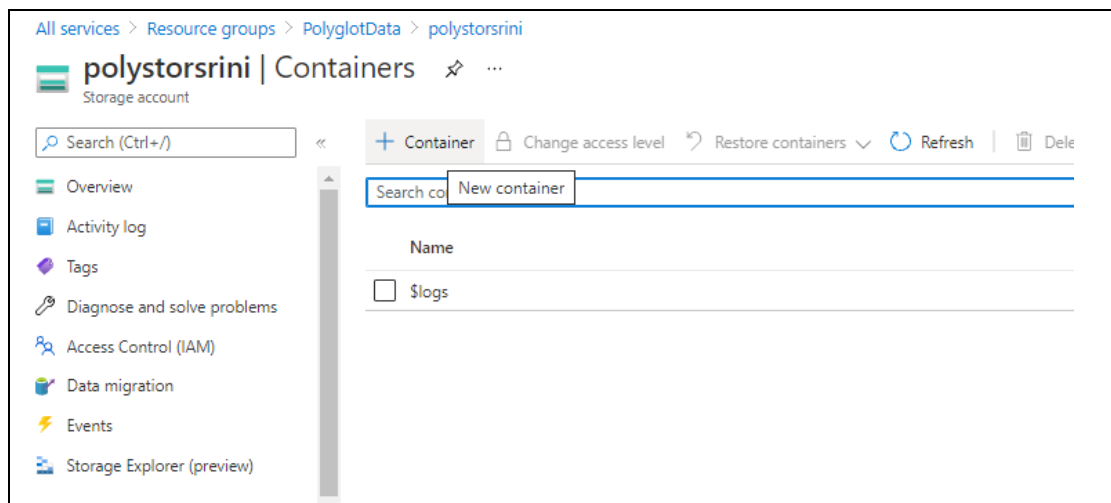 All services > Resource groups > PolyglotData > polystorsrini
polystorsrini | Containers ...
Storage account
Search (Ctrl+/)
«
Overview
Activity log
Tags
Diagnose and solve problems
Access Control (IAM)
Data migration
Events
Storage Explorer (preview)
+ Container Change access level Restore containers Refresh | Dele
Search co
New container
Name
$logs